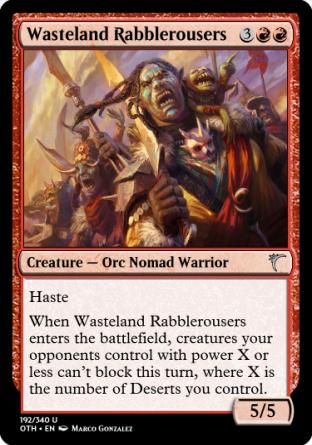 Wasteland Rabblerousers 3
Creature — Orc Nomad Warrior
Haste
When Wasteland Rabblerousers
enters the battlefield, creatures your
opponents control with power X or
less can't block this turn, where X is
the number of Deserts you control.
5/5
192/340 U
OTH • EN Marco Gonzalez